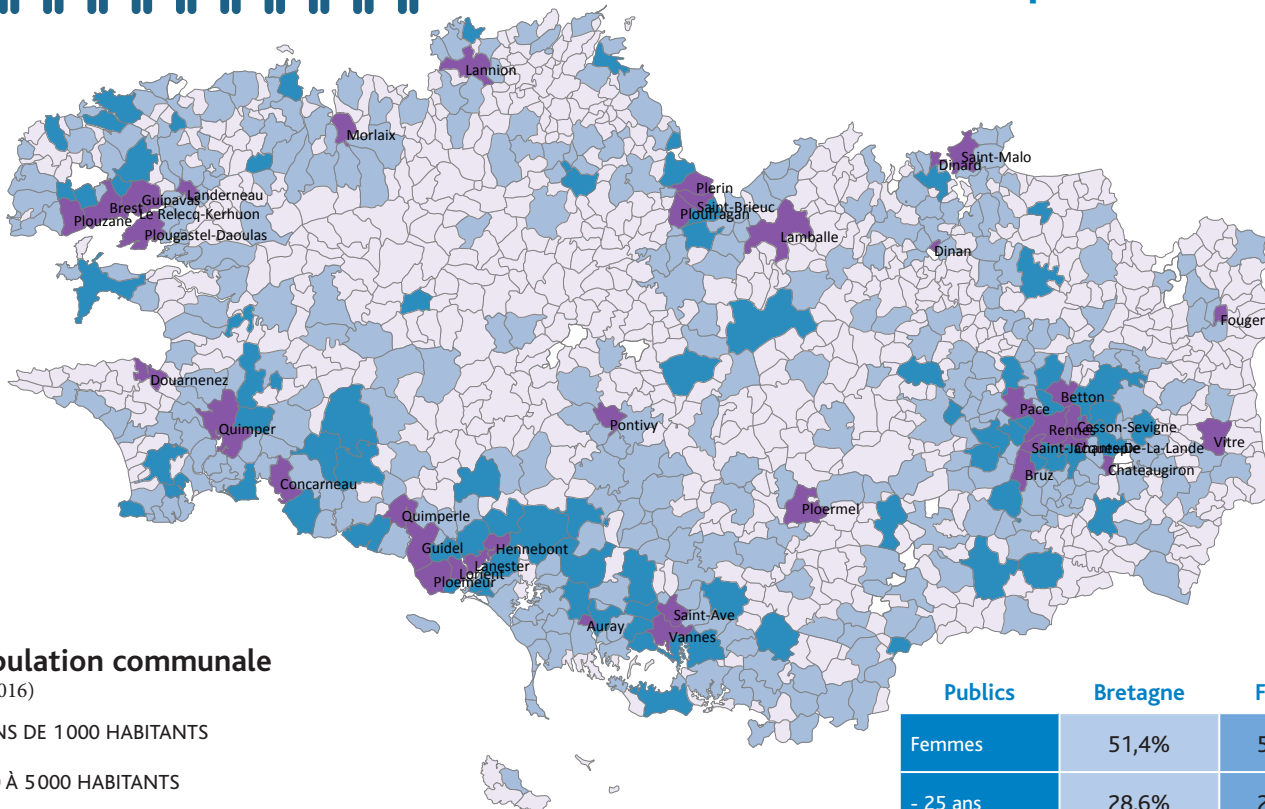 Lannion
Morlaix
Saint-Malo
Dinard
Landerneau
Guipavas
Brest
Le Relecq-Kerhuon
Plouzane
Plougastel-Daoulas
Plerin
Saint-Brieuc
Ploufragan
Lamballe
Dinan
Fouger
Douarnenez
Quimper
Pontivy
Betton
Pace
Rennes
Cesson-Sevigne
Vitre
Chateaugiron
Bruz
Concarneau
Quimperle
Ploermel
Guidel
Hennebont
Lanester
Lorient
Ploemeur
Saint-Ave
Auray
Vannes
pulation communale
016)
NS DE 1000 HABITANTS
À 5000 HABITANTS
Publics Bretagne F
Femmes 51,4% 5
- 25 ans 28,6% 2